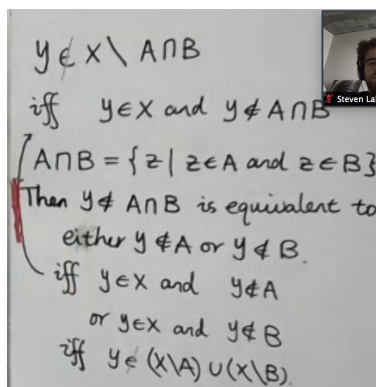 y ∉ X \ A∩B
iff y∈X and y∉A∩B
A∩B = {z | z∈A and z∈B}
Then y∉ A∩B is equivalent to
either y∉A or y∉B.
iff y∈X and y∉A
or y∈X and y∉B
iff y∈(X\A) ∪(X\B).
Steven La